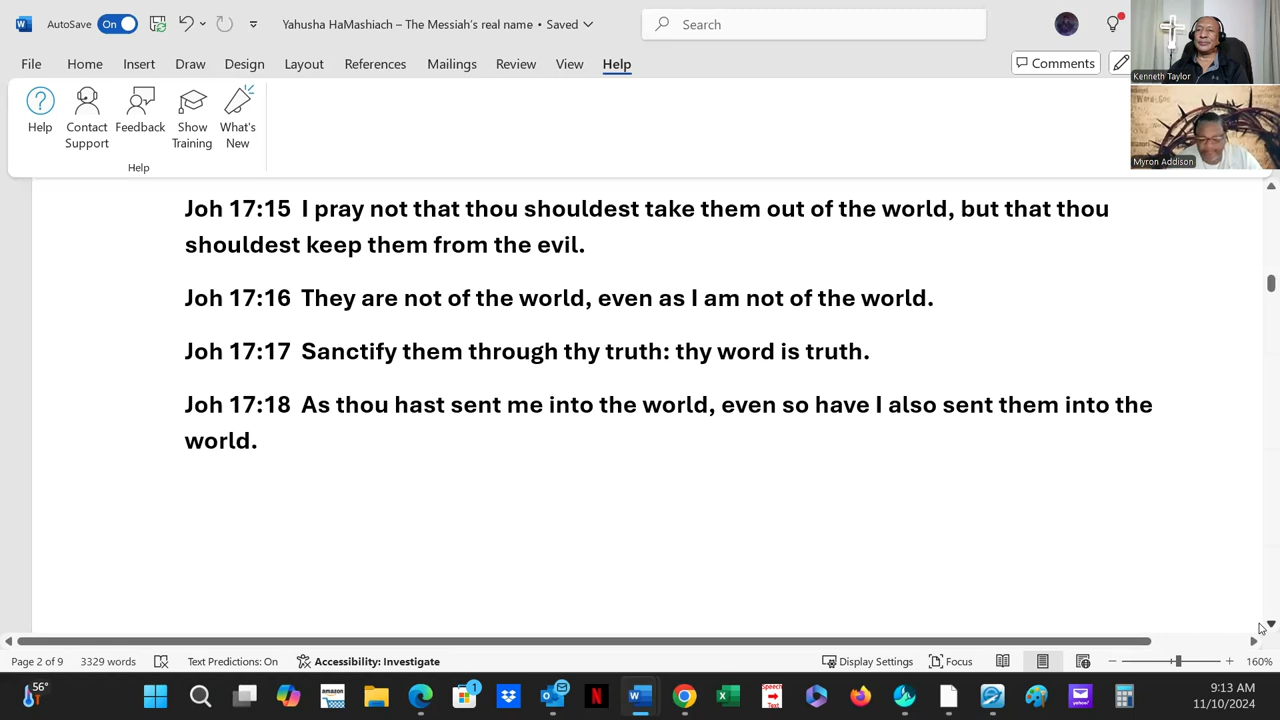 AutoSave On Yahusha HaMashiach – The Messiah's real name • Saved Search
File Home Insert Draw Design Layout References Mailings Review View Help Comments
Kenneth Taylor
Help Contact Support Feedback Show Training What's New
Help
Myron Addison
Joh 17:15 I pray not that thou shouldest take them out of the world, but that thou
shouldest keep them from the evil.
Joh 17:16 They are not of the world, even as I am not of the world.
Joh 17:17 Sanctify them through thy truth: thy word is truth.
Joh 17:18 As thou hast sent me into the world, even so have I also sent them into the
world.
Page 2 of 9 3329 words Text Predictions: On Accessibility: Investigate Display Settings Focus 160%
56° amazon 1 Speech to Text yahoo! 9:13 AM
11/10/2024